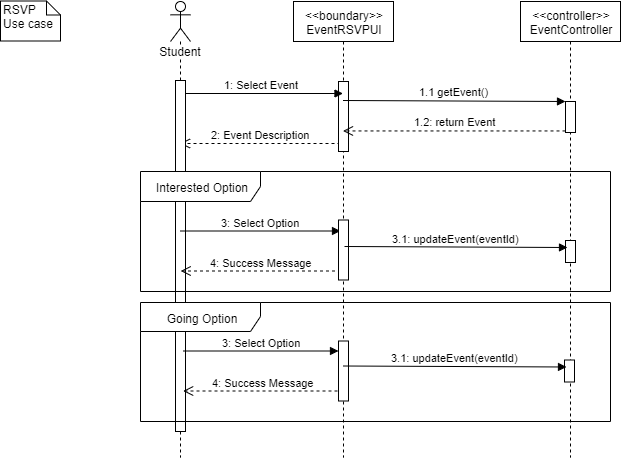 RSVP
Use case
Student
<<boundary>>
EventRSVPUI
<<controller>>
EventController
1: Select Event
1.1 getEvent()
1.2: return Event
2: Event Description
Interested Option
3: Select Option
3.1: updateEvent(eventId)
4: Success Message
Going Option
3: Select Option
3.1: updateEvent(eventId)
4: Success Message